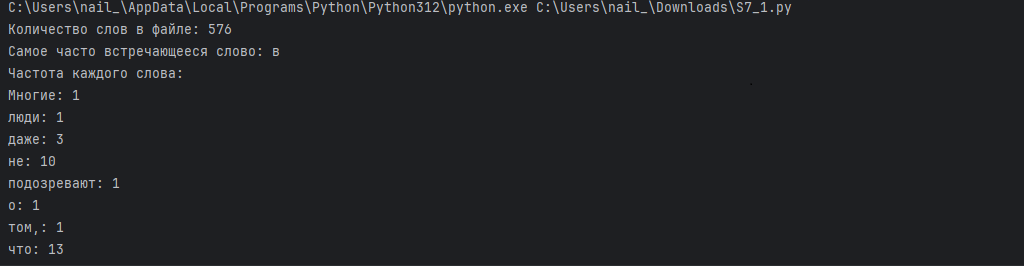 C:\Users\nail_\AppData\Local\Programs\Python\Python312\python.exe C:\Users\nail_\Downloads\S7_1.py
Количество слов в файле: 576
Самое часто встречающееся слово: в
Частота каждого слова:
Многие: 1
люди: 1
даже: 3
не: 10
подозревают: 1
о: 1
том,: 1
что: 13